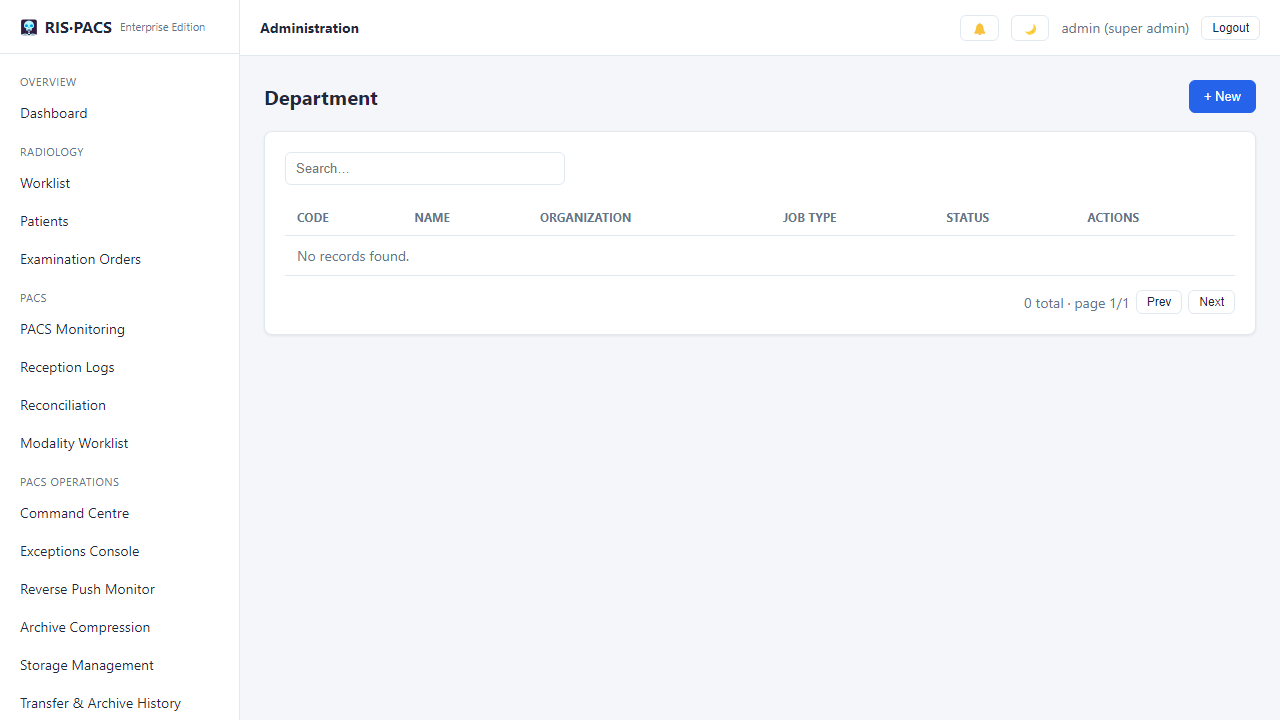 RIS·PACS Enterprise Edition
OVERVIEW
Dashboard
RADIOLOGY
Worklist
Patients
Examination Orders
PACS
PACS Monitoring
Reception Logs
Reconciliation
Modality Worklist
PACS OPERATIONS
Command Centre
Exceptions Console
Reverse Push Monitor
Archive Compression
Storage Management
Transfer & Archive History
Administration
admin (super admin) Logout
Department
+ New
Search...
CODE NAME ORGANIZATION JOB TYPE STATUS ACTIONS
No records found.
0 total · page 1/1 Prev Next